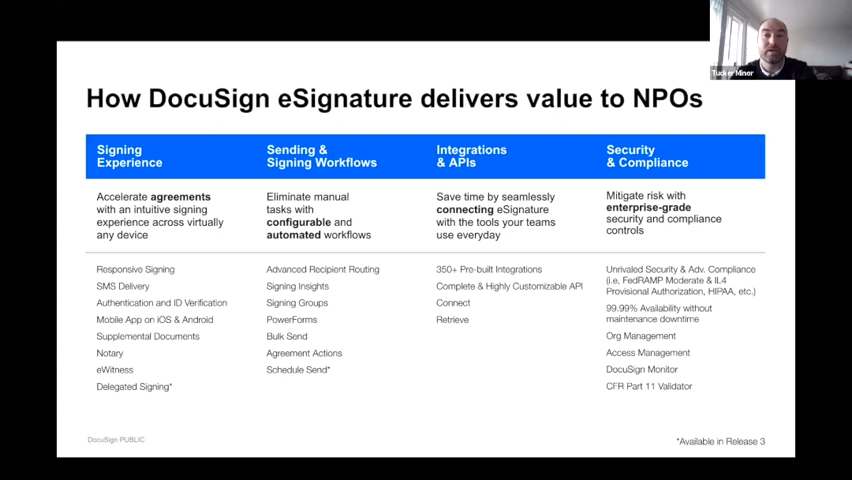 Tucker Minor
How DocuSign eSignature delivers value to NPOs
Signing
Experience
Accelerate agreements
with an intuitive signing
experience across virtually
any device
Responsive Signing
SMS Delivery
Authentication and ID Verification
Mobile App on iOS & Android
Supplemental Documents
Notary
eWitness
Delegated Signing*
Sending &
Signing Workflows
Eliminate manual
tasks with
configurable and
automated workflows
Advanced Recipient Routing
Signing Insights
Signing Groups
PowerForms
Bulk Send
Agreement Actions
Schedule Send*
Integrations
& APIs
Save time by seamlessly
connecting eSignature
with the tools your teams
use everyday
350+ Pre-built Integrations
Complete & Highly Customizable API
Connect
Retrieve
Security
& Compliance
Mitigate risk with
enterprise-grade
security and compliance
controls
Unrivaled Security & Adv. Compliance
(i.e, FedRAMP Moderate & IL4
Provisional Authorization, HIPAA, etc.)
99.99% Availability without
maintenance downtime
Org Management
Access Management
DocuSign Monitor
CFR Part 11 Validator
DocuSign PUBLIC
*Available in Release 3